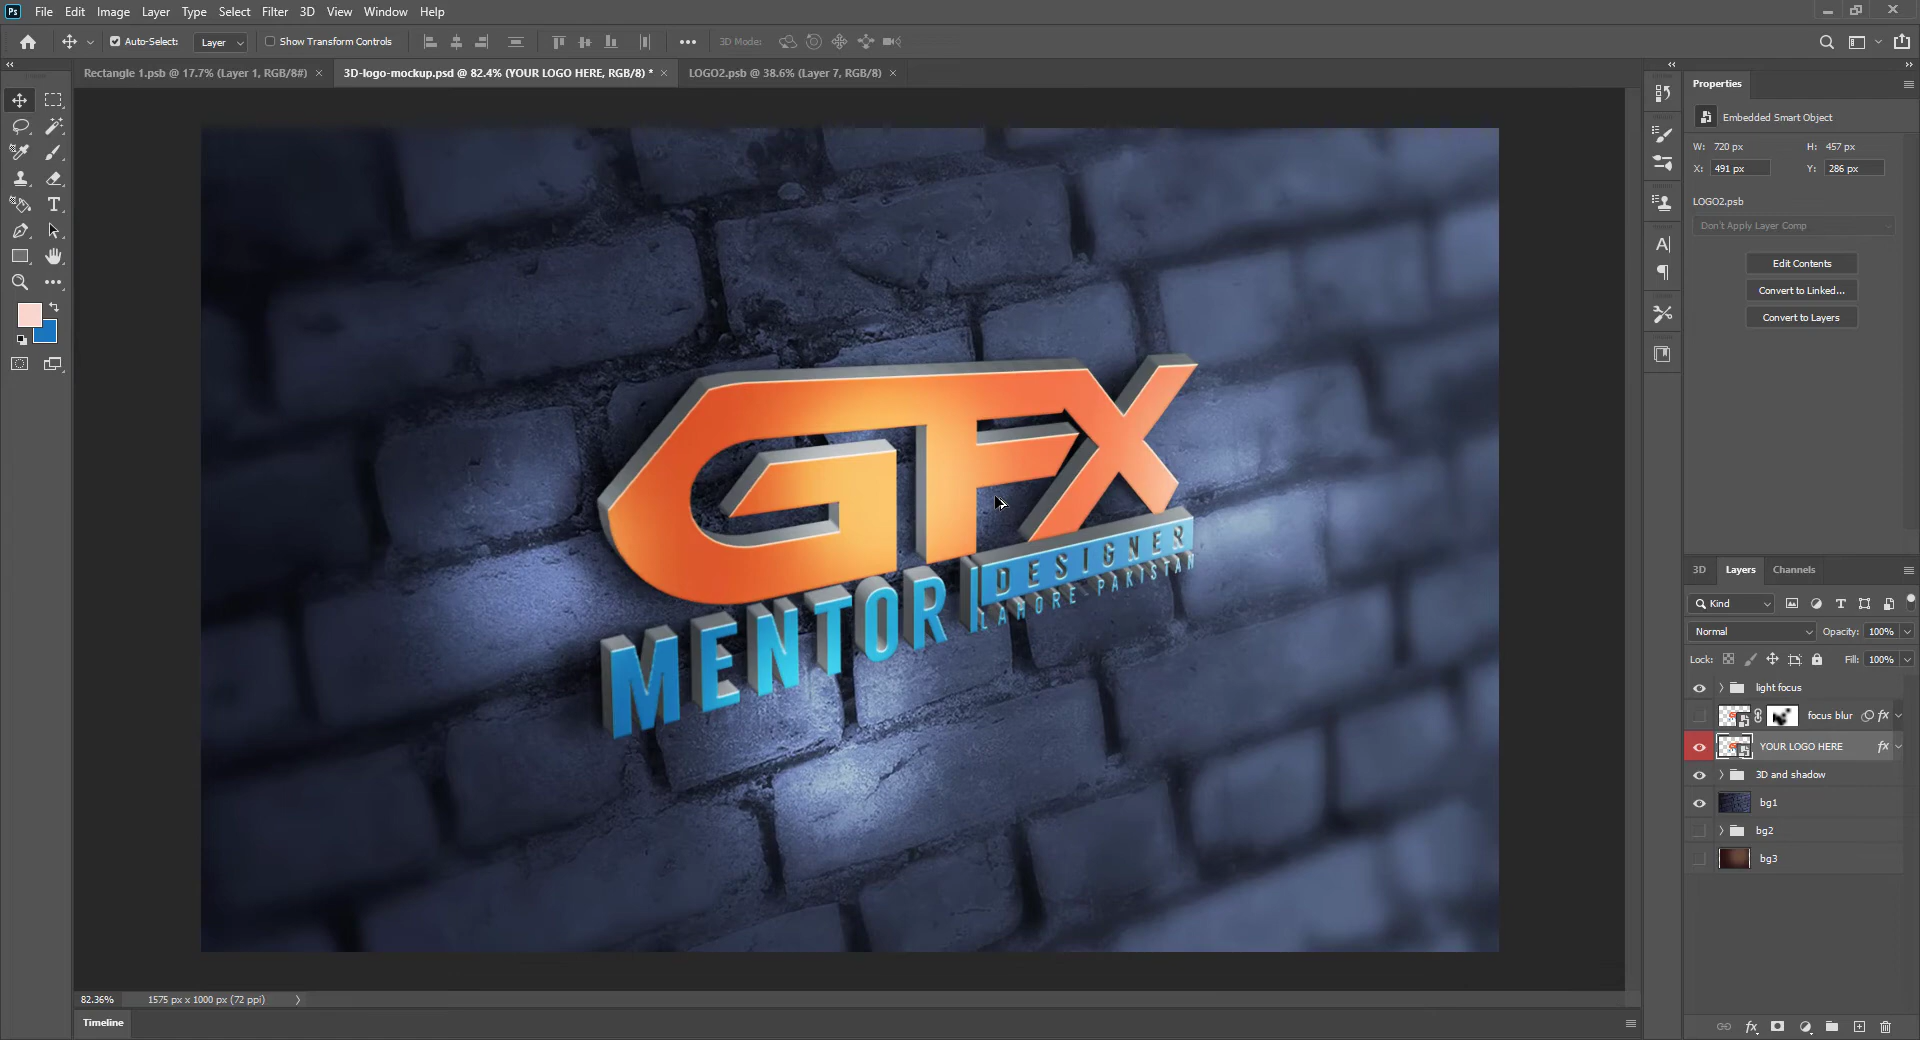 Ps File Edit Image Layer Type Select Filter 3D View Window Help
Auto-Select: Layer Show Transform Controls 3D Mode:
Rectangle 1.psb @ 17.7% (Layer 1, RGB/8#) × 3D-logo-mockup.psd @ 82.4% (YOUR LOGO HERE, RGB/8) * × LOGO2.psb @ 38.6% (Layer 7, RGB/8) ×
Properties
Embedded Smart Object
W: 720 px H: 457 px
X: 491 px Y: 286 px
LOGO2.psb
Don't Apply Layer Comp
Edit Contents
Convert to Linked...
Convert to Layers
GFX
MENTOR
DESIGNER
LAHORE PAKISTAN
3D Layers Channels
Kind
Normal Opacity: 100%
Lock: Fill: 100%
light focus
focus blur fx
YOUR LOGO HERE fx
3D and shadow
bg1
bg2
bg3
82.36% 1575 px x 1000 px (72 ppi)
Timeline